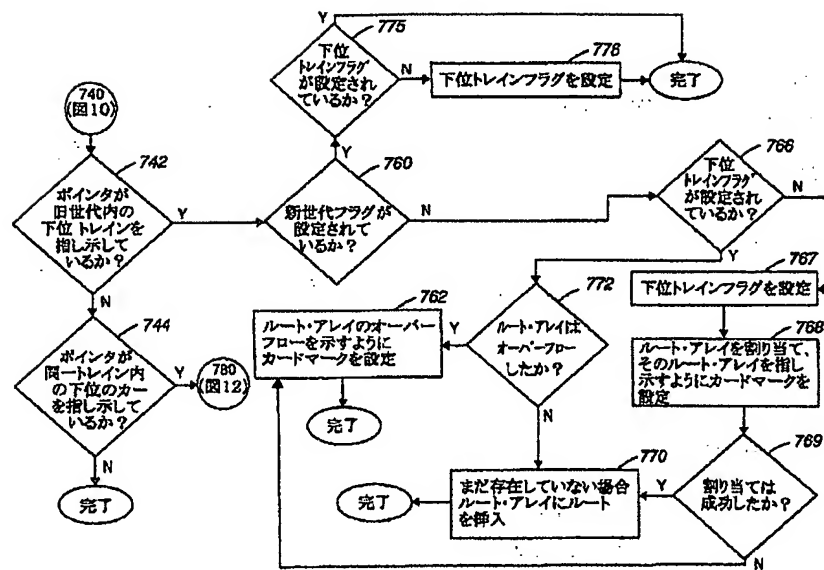 740
(図10)
742
ポインタが
旧世代内の
下位トレインを
指し示して
いるか?
Y
N
744
ポインタが
同一トレイン内
の下位のカー
を指し示して
いるか?
Y
780
(図12)
N
完了
Y
775
下位
トレインフラグ
が設定され
ているか?
N
778
下位トレインフラグを設定
完了
Y
760
新世代フラグが
設定されて
いるか?
N
766
下位
トレインフラグ
が設定され
ているか?
N
Y
767
下位トレインフラグを設定
768
ルート・アレイを割り当て、
そのルート・アレイを指し
示すようにカードマークを
設定
769
割り当ては
成功したか?
Y
N
772
ルート・アレイは
オーバーフロー
したか?
Y
N
762
ルート・アレイのオーバー
フローを示すように
カードマークを設定
完了
770
まだ存在していない場合
ルート・アレイにルート
を挿入
完了